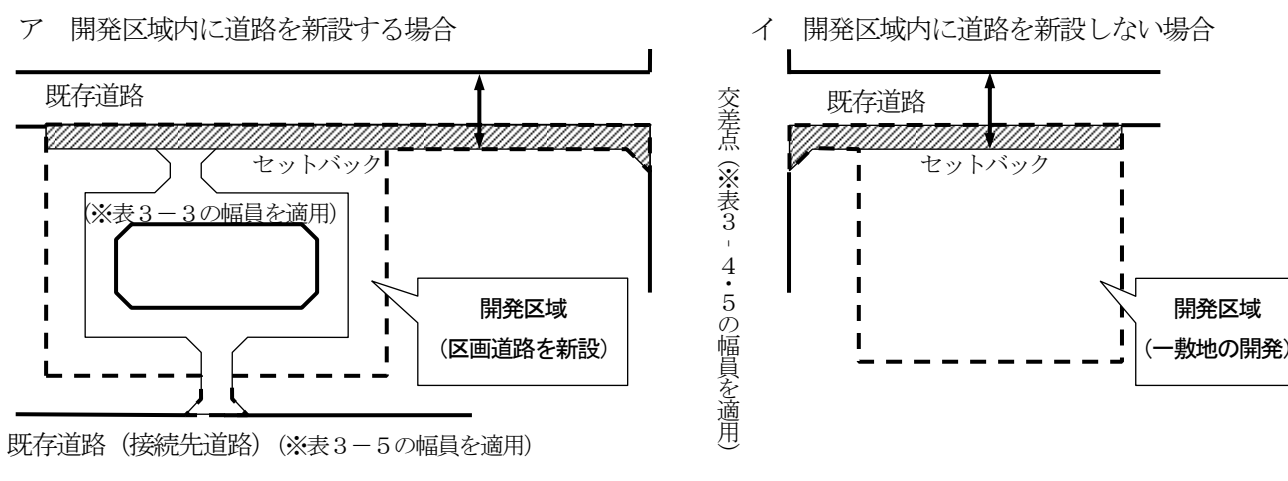 ア　開発区域内に道路を新設する場合
既存道路
セットバック
(※表３－３の幅員を適用)
開発区域
(区画道路を新設)
既存道路（接続先道路）(※表３－５の幅員を適用)
交差点（※表３-４・５の幅員を適用）
イ　開発区域内に道路を新設しない場合
既存道路
セットバック
開発区域
(一敷地の開発)